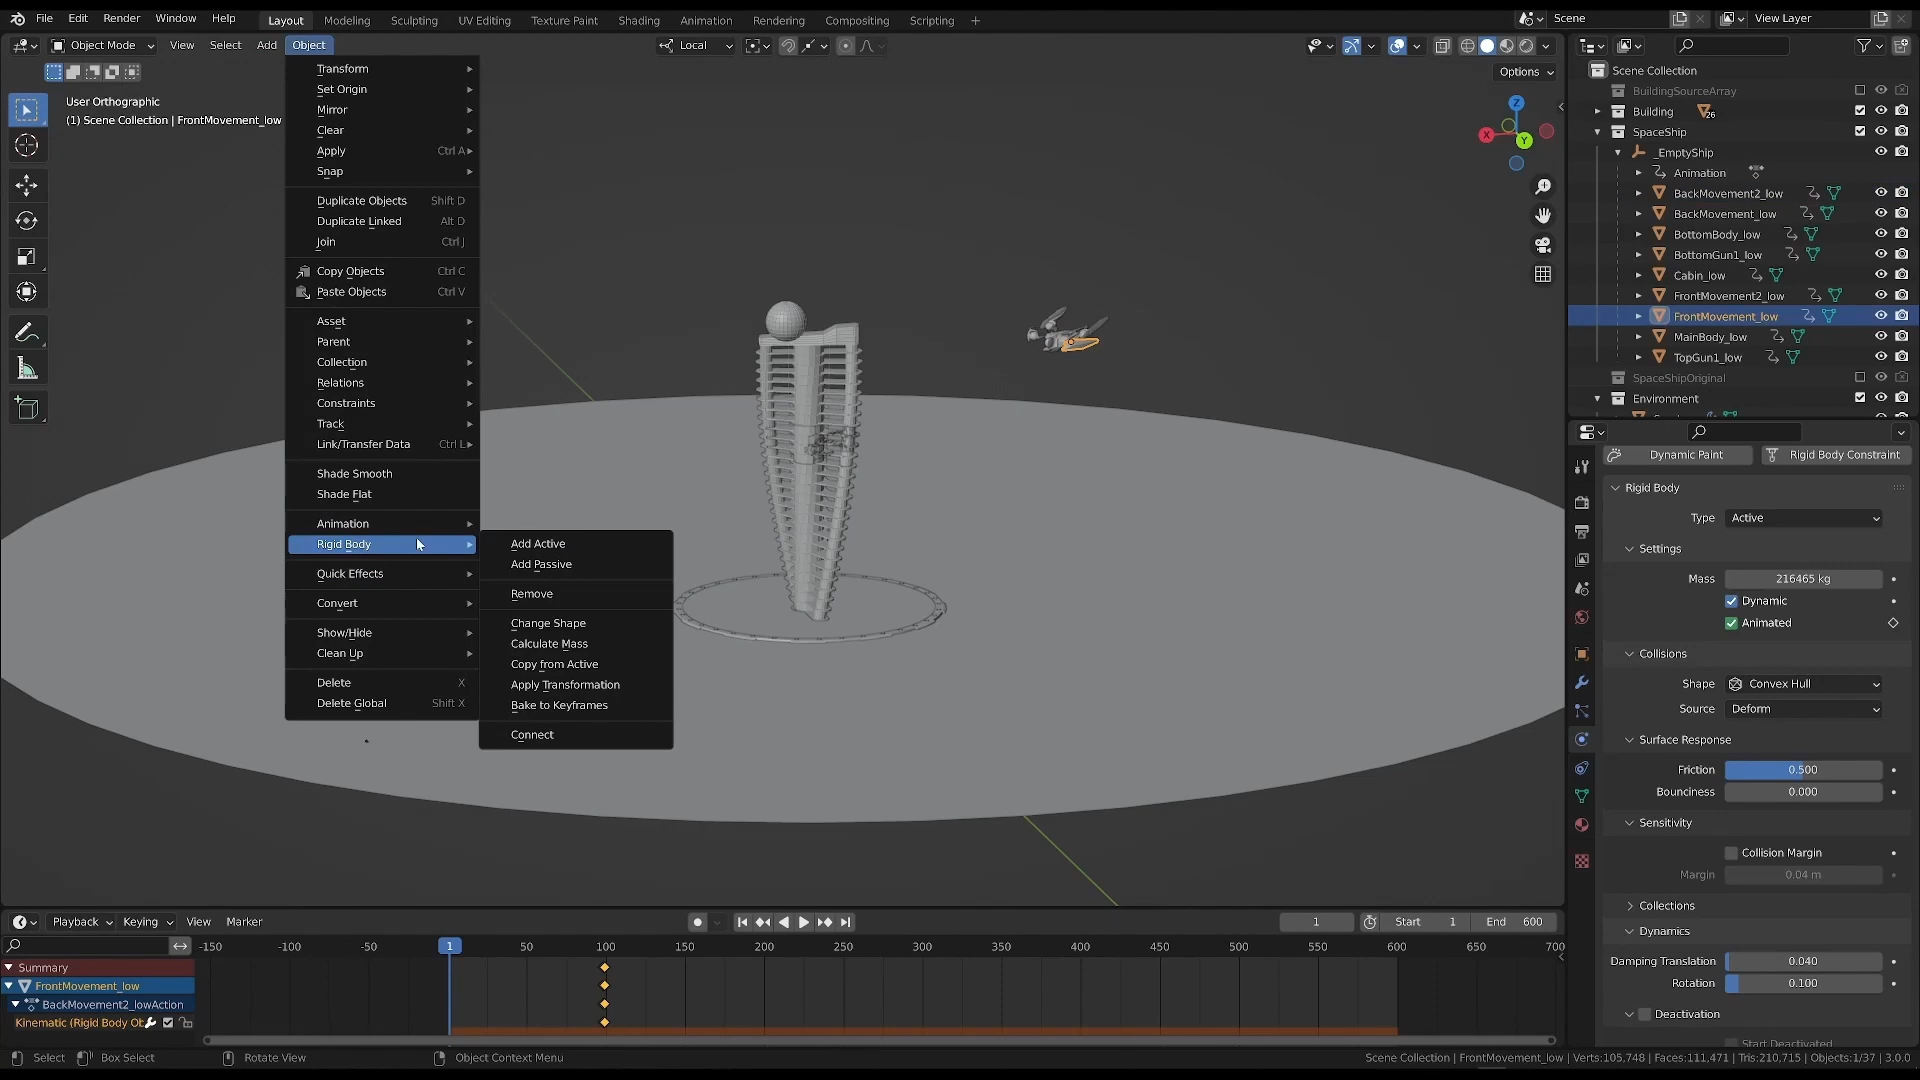 File Edit Render Window Help Layout Modeling Sculpting UV Editing Texture Paint Shading Animation Rendering Compositing Scripting + Scene View Layer
Object Mode View Select Add Object Local
Options
User Orthographic
(1) Scene Collection | FrontMovement_low
Transform
Set Origin
Mirror
Clear
Apply Ctrl A
Snap
Duplicate Objects Shift D
Duplicate Linked Alt D
Join Ctrl J
Copy Objects Ctrl C
Paste Objects Ctrl V
Asset
Parent
Collection
Relations
Constraints
Track
Link/Transfer Data Ctrl L
Shade Smooth
Shade Flat
Animation
Rigid Body
Quick Effects
Convert
Show/Hide
Clean Up
Delete X
Delete Global Shift X
Add Active
Add Passive
Remove
Change Shape
Calculate Mass
Copy from Active
Apply Transformation
Bake to Keyframes
Connect
Z
X
Y
Scene Collection
BuildingSourceArray
Building 26
SpaceShip
_EmptyShip
Animation
BackMovement2_low
BackMovement_low
BottomBody_low
BottomGun1_low
Cabin_low
FrontMovement2_low
FrontMovement_low
MainBody_low
TopGun1_low
SpaceShipOriginal
Environment
Dynamic Paint Rigid Body Constraint
Rigid Body
Type Active
Settings
Mass 216465 kg
Dynamic
Animated
Collisions
Shape Convex Hull
Source Deform
Surface Response
Friction 0.500
Bounciness 0.000
Sensitivity
Collision Margin
Margin 0.04 m
Collections
Dynamics
Damping Translation 0.040
Rotation 0.100
Deactivation
Start Deactivated
Playback Keying View Marker 1 Start 1 End 600
-150 -100 -50 1 50 100 150 200 250 300 350 400 450 500 550 600 650 700
Summary
FrontMovement_low
BackMovement2_lowAction
Kinematic (Rigid Body Ob
Select Box Select Rotate View Object Context Menu Scene Collection | FrontMovement_low | Verts:105,748 | Faces:111,471 | Tris:210,715 | Objects:1/37 | 3.0.0